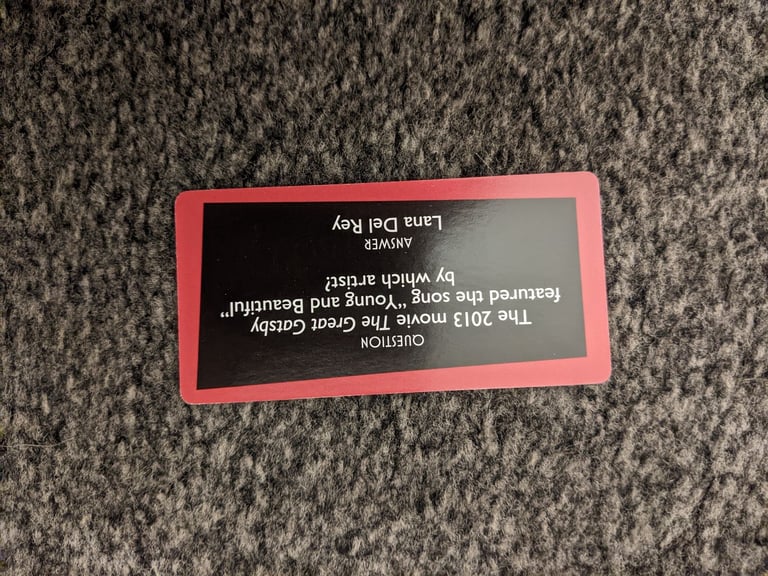 QUESTION
The 2013 movie The Great Gatsby
featured the song "Young and Beautiful"
by which artist?
ANSWER
Lana Del Rey